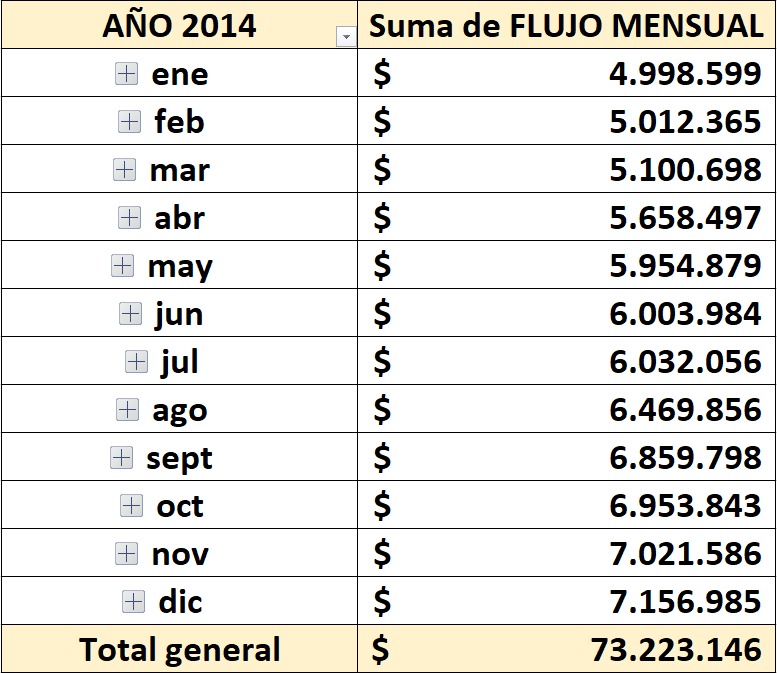 AÑO 2014 Suma de FLUJO MENSUAL
ene $ 4.998.599
feb $ 5.012.365
mar $ 5.100.698
abr $ 5.658.497
may $ 5.954.879
jun $ 6.003.984
jul $ 6.032.056
ago $ 6.469.856
sept $ 6.859.798
oct $ 6.953.843
nov $ 7.021.586
dic $ 7.156.985
Total general $ 73.223.146